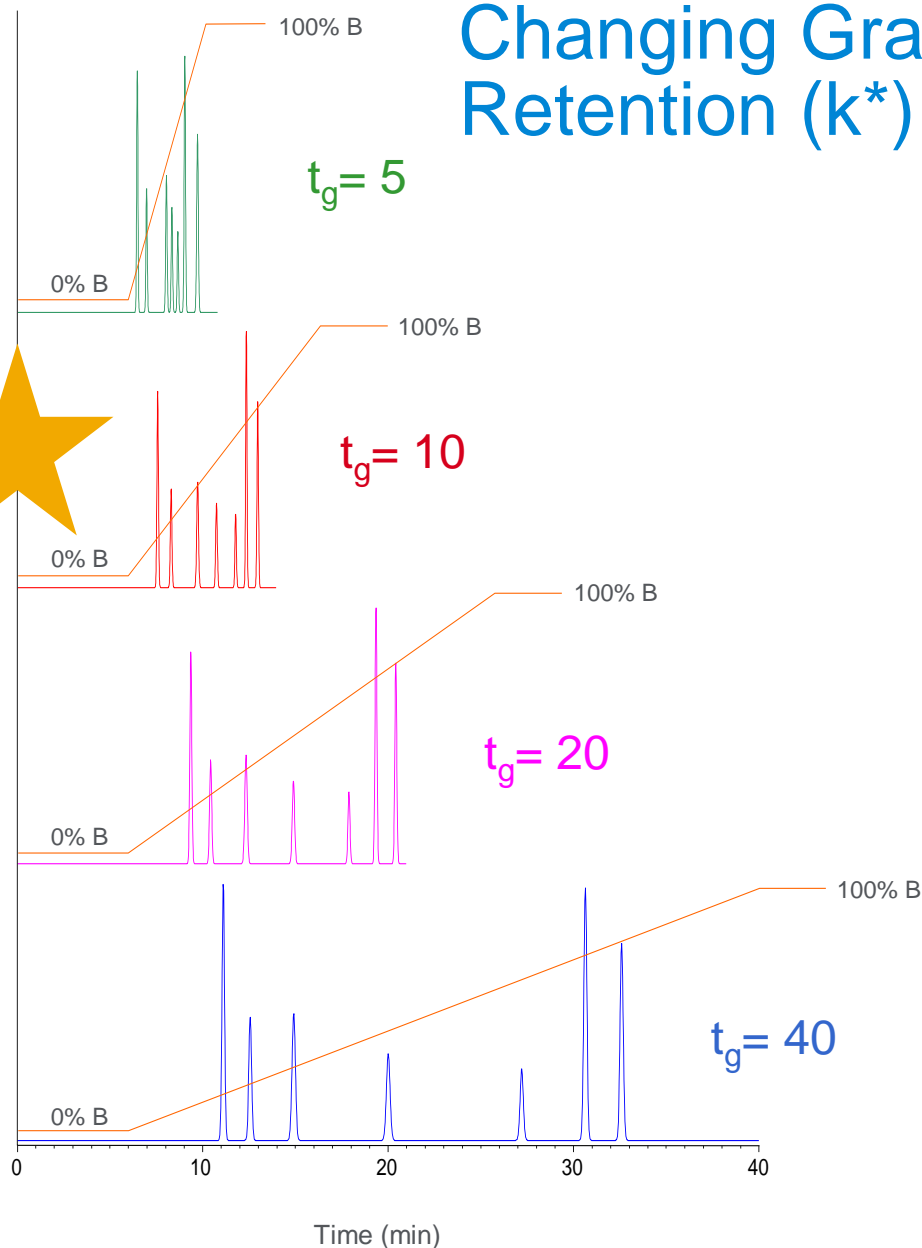 Changing Gra
Retention (k*)
100% B
tg= 5
0% B
100% B
tg= 10
0% B
100% B
tg= 20
0% B
100% B
tg= 40
0% B
0 10 20 30 40
Time (min)